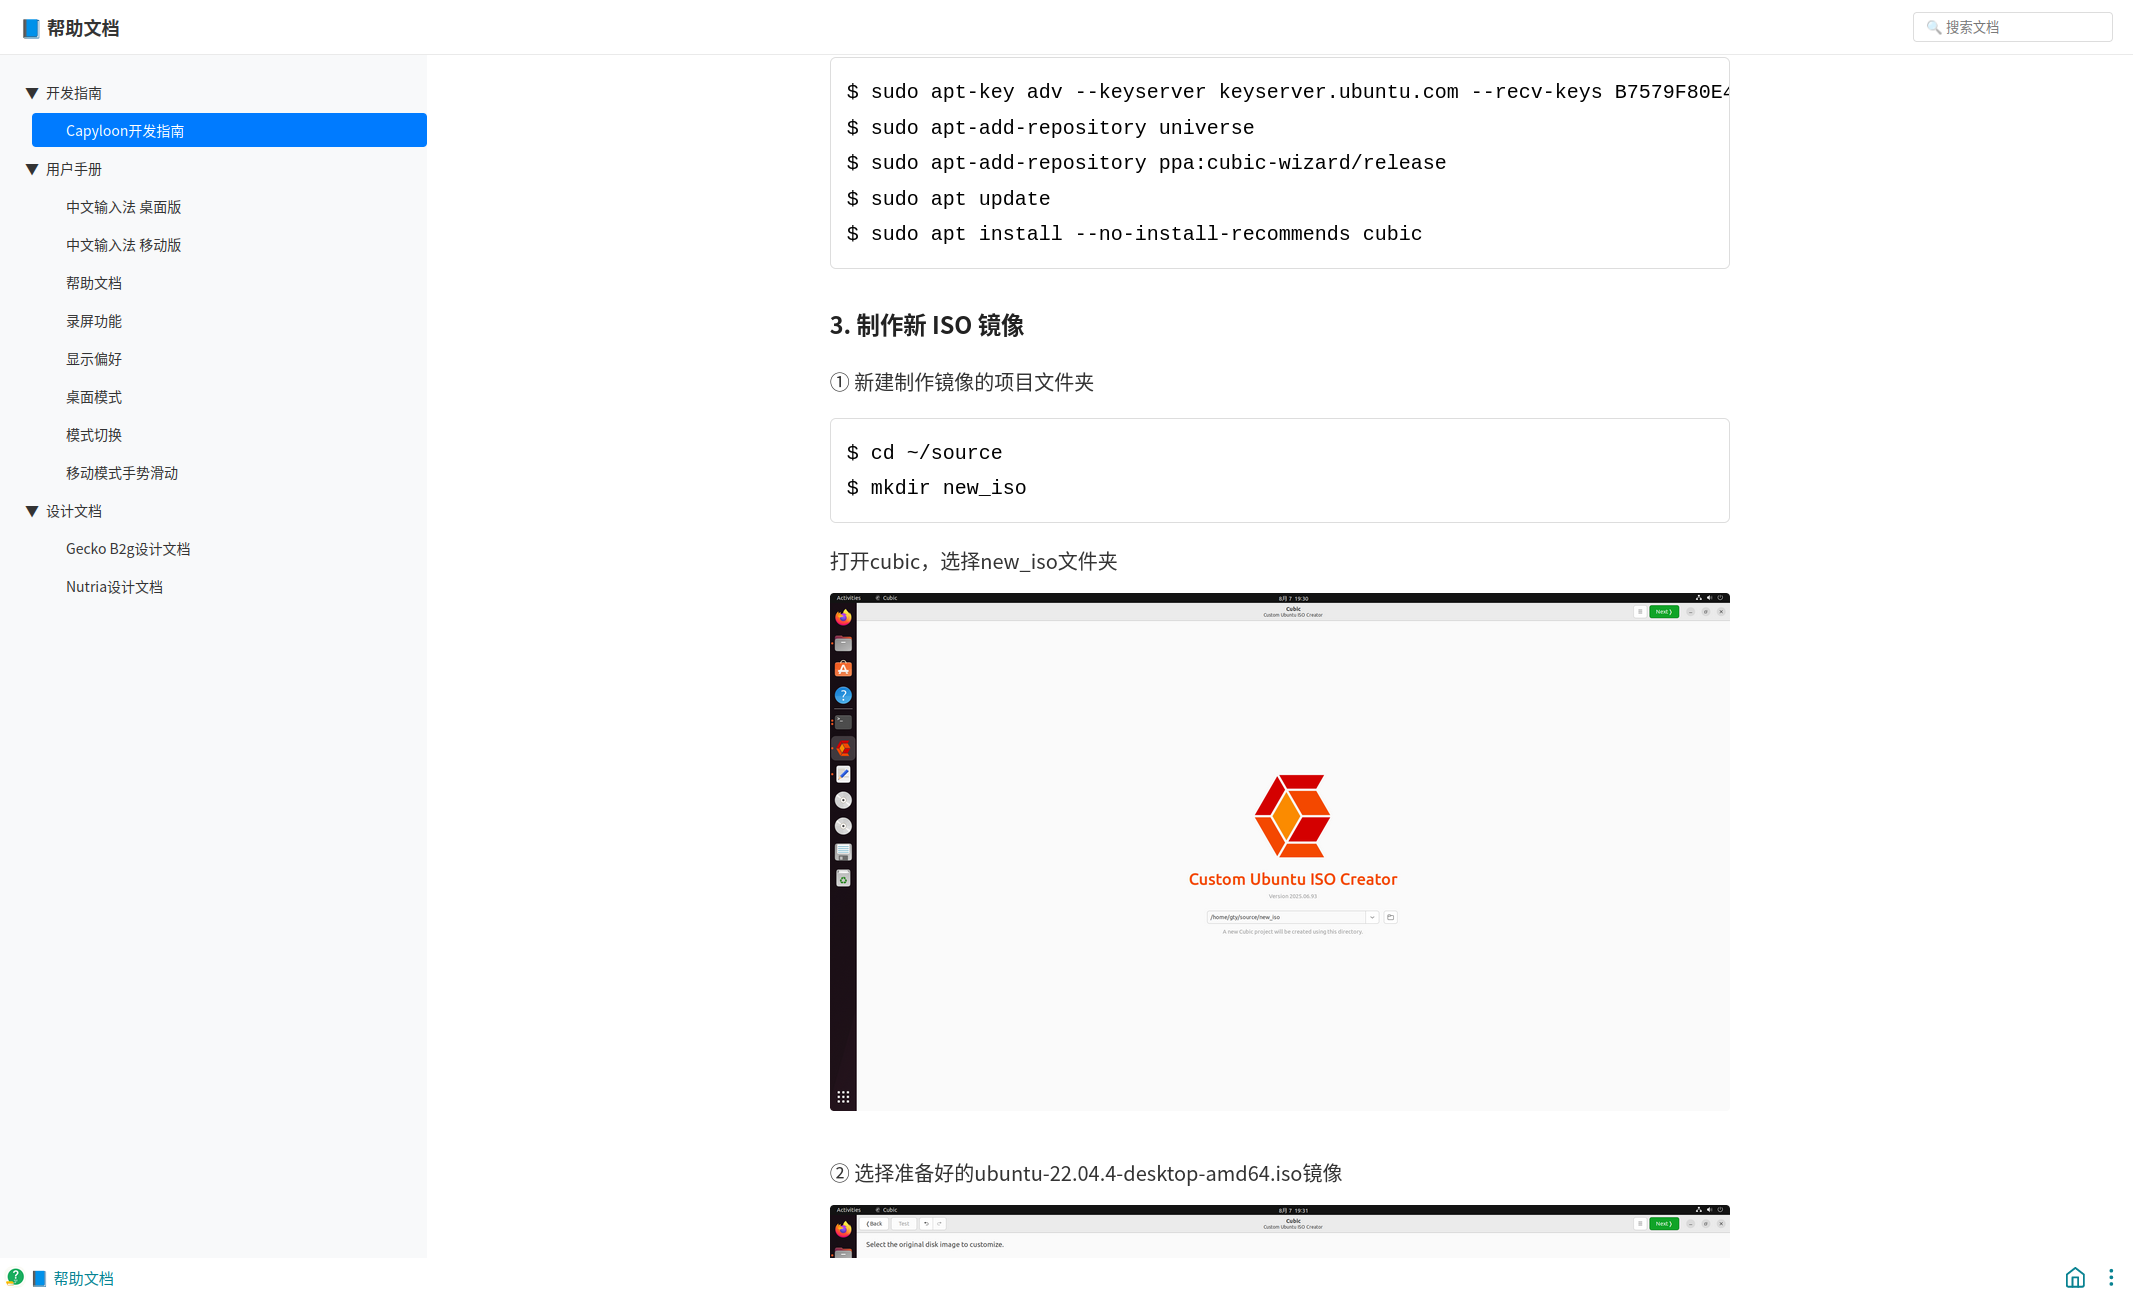 📘 帮助文档
🔍 搜索文档
▼ 开发指南
Capyloon开发指南
▼ 用户手册
中文输入法 桌面版
中文输入法 移动版
帮助文档
录屏功能
显示偏好
桌面模式
模式切换
移动模式手势滑动
▼ 设计文档
Gecko B2g设计文档
Nutria设计文档
$ sudo apt-key adv --keyserver keyserver.ubuntu.com --recv-keys B7579F80E4
$ sudo apt-add-repository universe
$ sudo apt-add-repository ppa:cubic-wizard/release
$ sudo apt update
$ sudo apt install --no-install-recommends cubic
3. 制作新 ISO 镜像
① 新建制作镜像的项目文件夹
$ cd ~/source
$ mkdir new_iso
打开cubic，选择new_iso文件夹
Activities Cubic 8月 7 19:30
Cubic
Custom Ubuntu ISO Creator
Next ❭
Custom Ubuntu ISO Creator
Version 2025.06.93
/home/gty/source/new_iso
A new Cubic project will be created using this directory.
② 选择准备好的ubuntu-22.04.4-desktop-amd64.iso镜像
Activities Cubic 8月 7 19:31
❬ Back Test
Cubic
Custom Ubuntu ISO Creator
Next ❭
Select the original disk image to customize.
📘 帮助文档